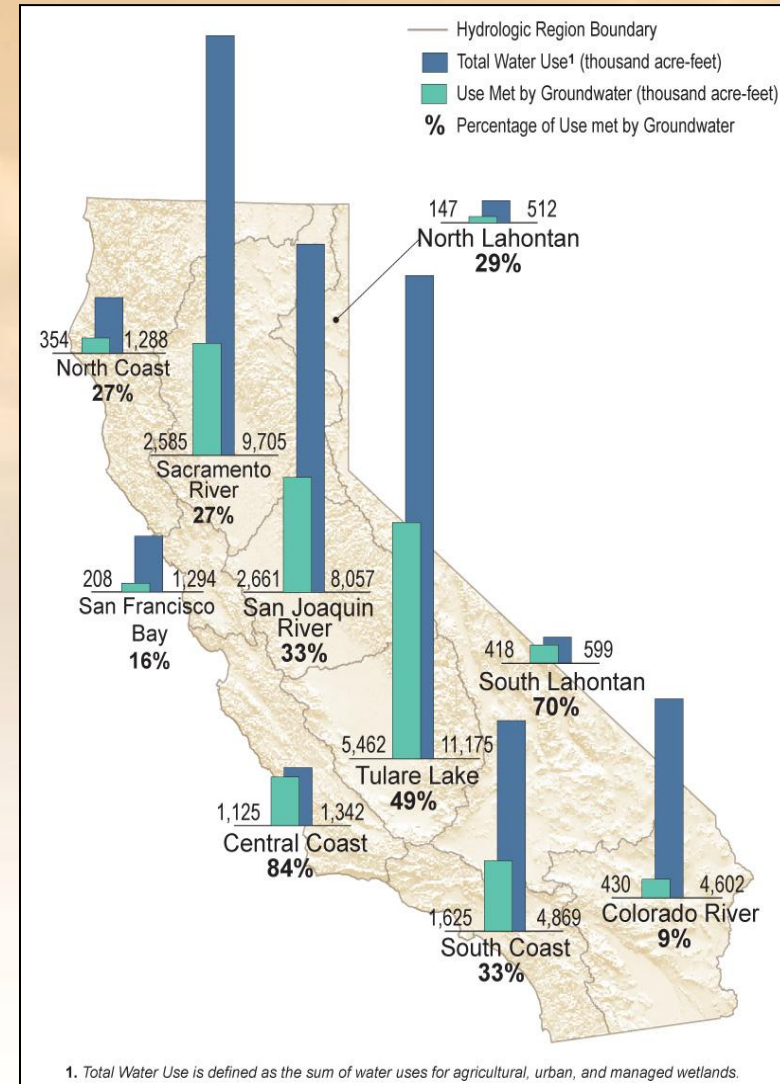 Hydrologic Region Boundary
Total Water Use¹ (thousand acre-feet)
Use Met by Groundwater (thousand acre-feet)
% Percentage of Use met by Groundwater
147 512
North Lahontan
29%
354 1,288
North Coast
27%
2,585 9,705
Sacramento
River
27%
208 1,294
San Francisco
Bay
16%
2,661 8,057
San Joaquin
River
33%
418 599
South Lahontan
70%
5,462 11,175
Tulare Lake
49%
1,125 1,342
Central Coast
84%
430 4,602
Colorado River
9%
1,625 4,869
South Coast
33%
1. Total Water Use is defined as the sum of water uses for agricultural, urban, and managed wetlands.